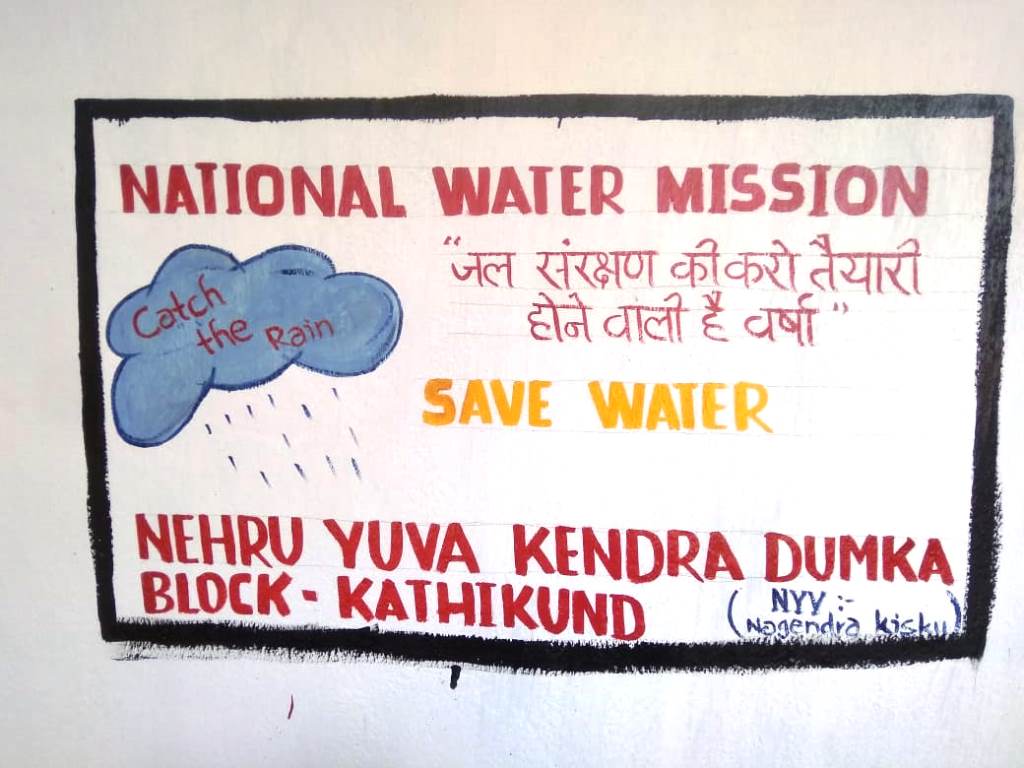 NATIONAL WATER MISSION
Catch
the Rain
“जल संरक्षण की करो तैयारी
होने वाली है वर्षा”
SAVE WATER
NEHRU YUVA KENDRA DUMKA
BLOCK - KATHIKUND
(NYV :-
Nagendra Kisku)